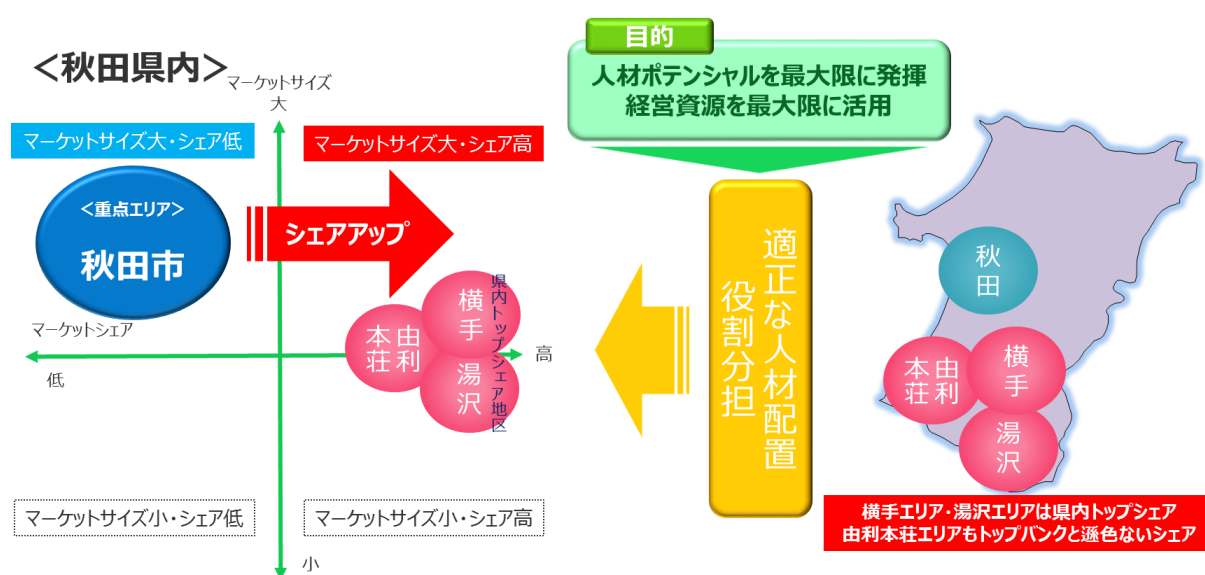 ＜秋田県内＞
マーケットサイズ
大
マーケットサイズ大・シェア低
マーケットサイズ大・シェア高
＜重点エリア＞
秋田市
シェアアップ
マーケットシェア
低
高
横手
由利
本荘
湯沢
県内トップシェア地区
マーケットサイズ小・シェア低
マーケットサイズ小・シェア高
小
目的
人材ポテンシャルを最大限に発揮
経営資源を最大限に活用
適正な人材配置
役割分担
秋田
横手
由利
本荘
湯沢
横手エリア・湯沢エリアは県内トップシェア
由利本荘エリアもトップバンクと遜色ないシェア